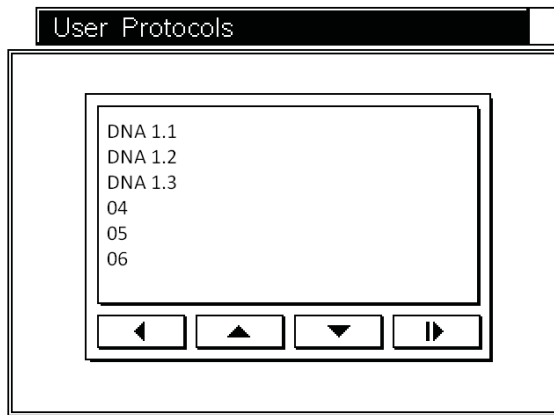 User Protocols
DNA 1.1
DNA 1.2
DNA 1.3
04
05
06